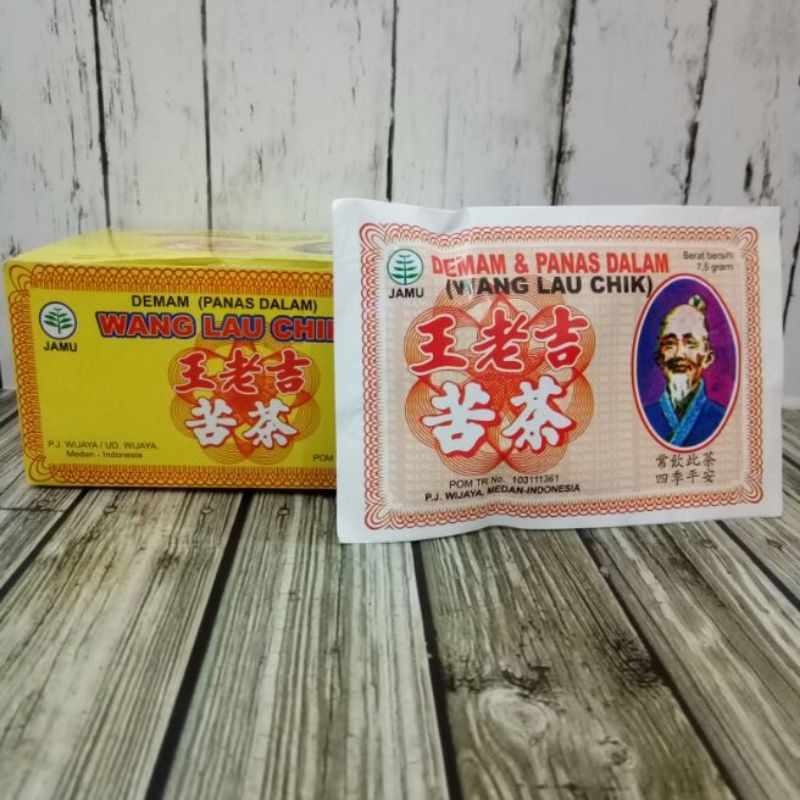 DEMAM (PANAS DALAM)
WANG LAU CHIK
JAMU
王老吉
苦茶
P.J. WIJAYA / UD. WIJAYA,
Medan - Indonesia
POM
JAMU
DEMAM & PANAS DALAM
(WANG LAU CHIK)
Berat bersih
7,5 gram
王老吉
苦茶
POM TR No. 103111361
P.J. WIJAYA, MEDAN-INDONESIA
常飲此茶
四季平安